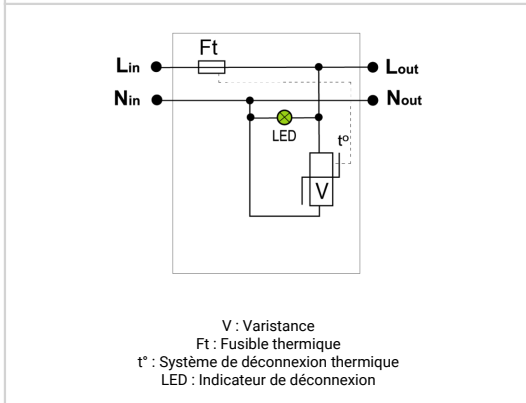 Ft
Lin
Lout
Nin
Nout
LED
t°
V
V : Varistance
Ft : Fusible thermique
t° : Système de déconnexion thermique
LED : Indicateur de déconnexion